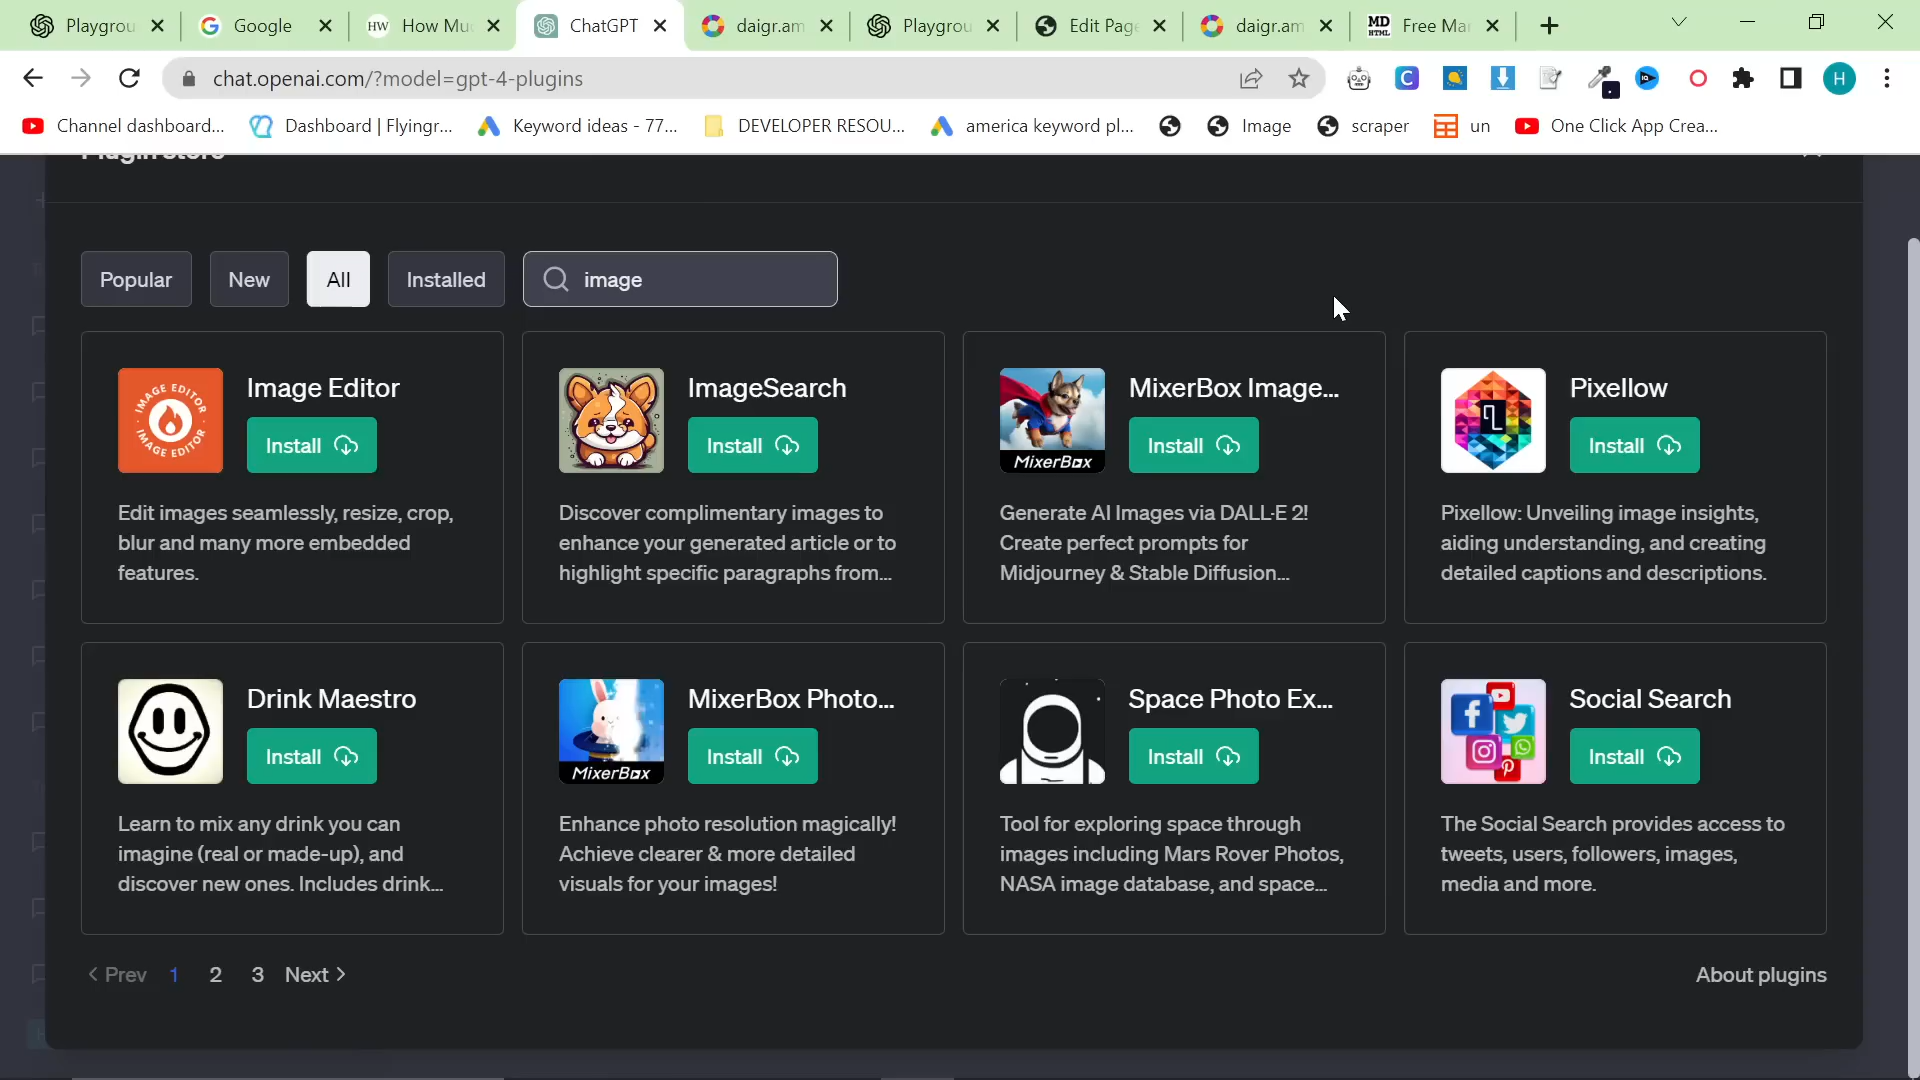 Playgrou
Google
How Mu
ChatGPT
daigr.am
Playgrou
Edit Page
daigr.am
MD
HTML
Free Mar
chat.openai.com/?model=gpt-4-plugins
H
Channel dashboard...
Dashboard | Flyingr...
Keyword ideas - 77...
DEVELOPER RESOU...
america keyword pl...
Image
scraper
un
One Click App Crea...
Plugin store
Popular
New
All
Installed
image
IMAGE EDITOR · IMAGE EDITOR
Image Editor
Install
Edit images seamlessly, resize, crop,
blur and many more embedded
features.
ImageSearch
Install
Discover complimentary images to
enhance your generated article or to
highlight specific paragraphs from...
MixerBox
MixerBox Image...
Install
Generate AI Images via DALL·E 2!
Create perfect prompts for
Midjourney & Stable Diffusion...
Pixellow
Install
Pixellow: Unveiling image insights,
aiding understanding, and creating
detailed captions and descriptions.
Drink Maestro
Install
Learn to mix any drink you can
imagine (real or made-up), and
discover new ones. Includes drink...
MixerBox
MixerBox Photo...
Install
Enhance photo resolution magically!
Achieve clearer & more detailed
visuals for your images!
Space Photo Ex...
Install
Tool for exploring space through
images including Mars Rover Photos,
NASA image database, and space...
Social Search
Install
The Social Search provides access to
tweets, users, followers, images,
media and more.
Prev
1
2
3
Next
About plugins